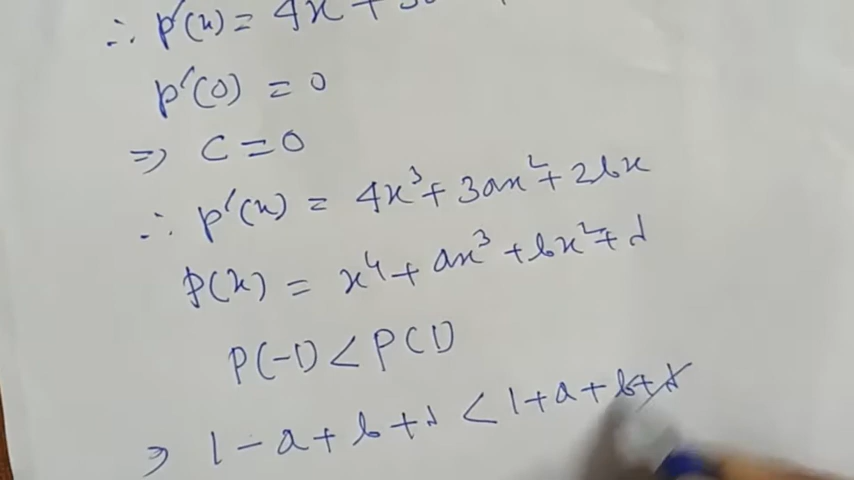 ∴ p'(x) = 4x +
p'(0) = 0
⇒ c = 0
∴ p'(x) = 4x³ + 3ax² + 2bx
p(x) = x⁴ + ax³ + bx² + d
P(-1) < P(1)
⇒ 1 - a + b + d < 1 + a + b + d